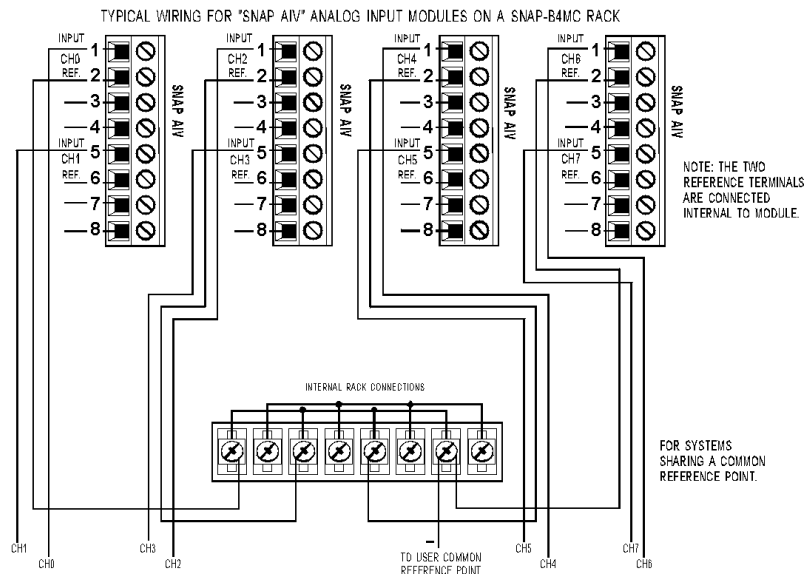 TYPICAL WIRING FOR "SNAP AIV" ANALOG INPUT MODULES ON A SNAP-B4MC RACK
INPUT 1
CH0
REF. 2
3
4
INPUT 5
CH1
REF. 6
7
8
SNAP AIV
INPUT 1
CH2
REF. 2
3
4
INPUT 5
CH3
REF. 6
7
8
SNAP AIV
INPUT 1
CH4
REF. 2
3
4
INPUT 5
CH5
REF. 6
7
8
SNAP AIV
INPUT 1
CH6
REF. 2
3
4
INPUT 5
CH7
REF. 6
7
8
SNAP AIV
NOTE: THE TWO
REFERENCE TERMINALS
ARE CONNECTED
INTERNAL TO MODULE.
INTERNAL RACK CONNECTIONS
FOR SYSTEMS
SHARING A COMMON
REFERENCE POINT.
CH1
CH0
CH3
CH2
TO USER COMMON
REFERENCE POINT
CH5
CH4
CH7
CH6